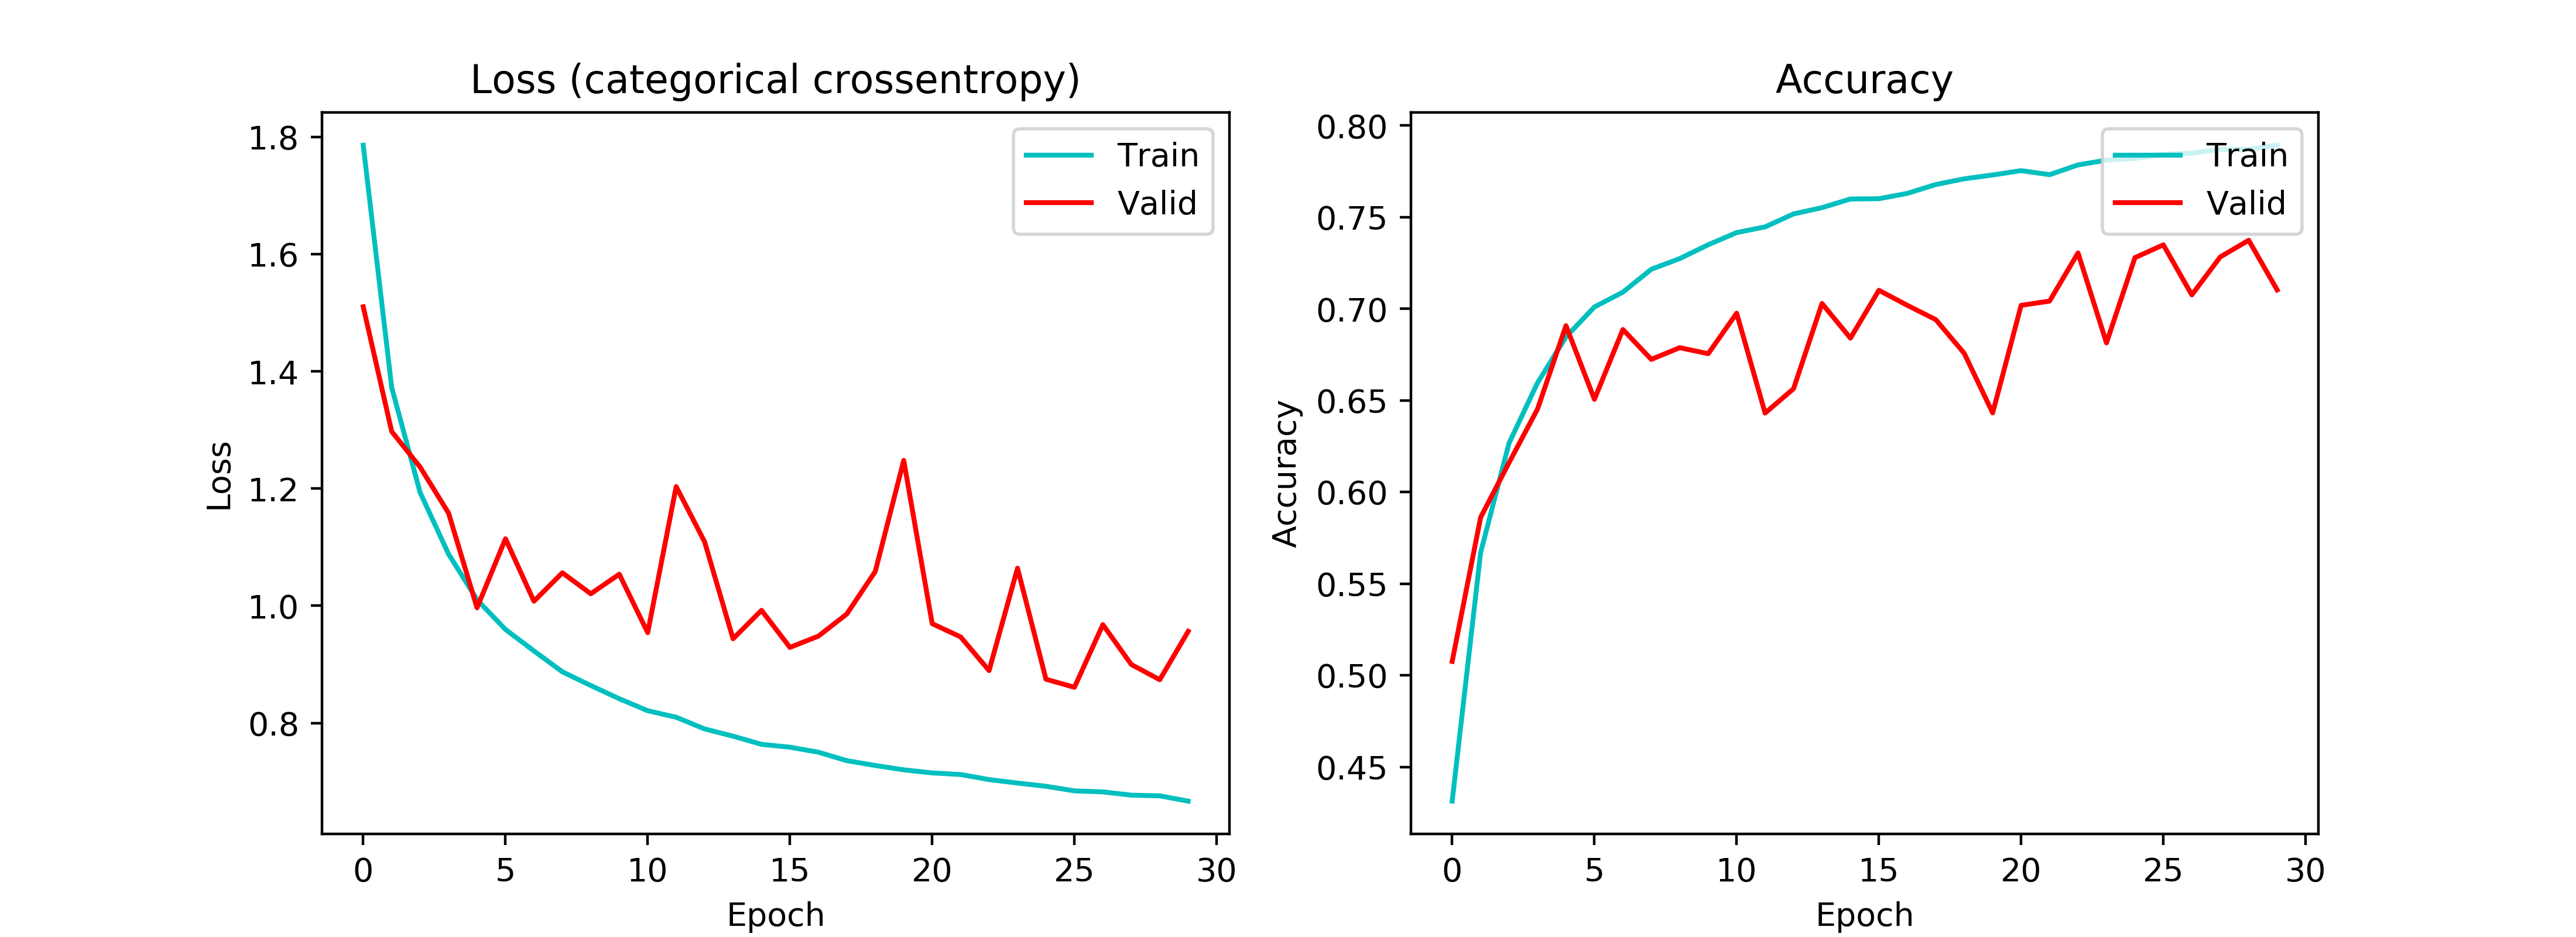 Loss (categorical crossentropy)
1.8
1.6
1.4
1.2
1.0
0.8
Loss
Train
Valid
0 5 10 15 20 25 30
Epoch
Accuracy
0.80
0.75
0.70
0.65
0.60
0.55
0.50
0.45
Accuracy
Train
Valid
0 5 10 15 20 25 30
Epoch